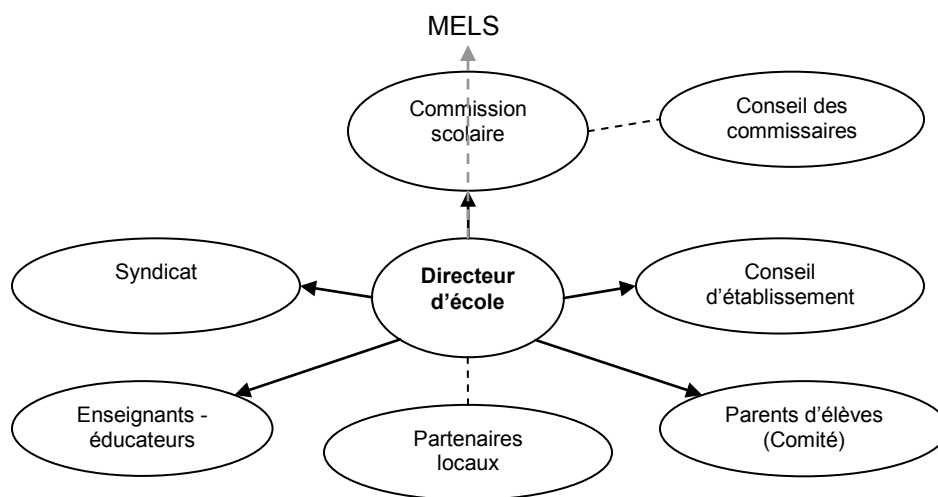 MELS
Commission
scolaire
Conseil des
commissaires
Syndicat
Directeur
d’école
Conseil
d’établissement
Enseignants -
éducateurs
Partenaires
locaux
Parents d’élèves
(Comité)